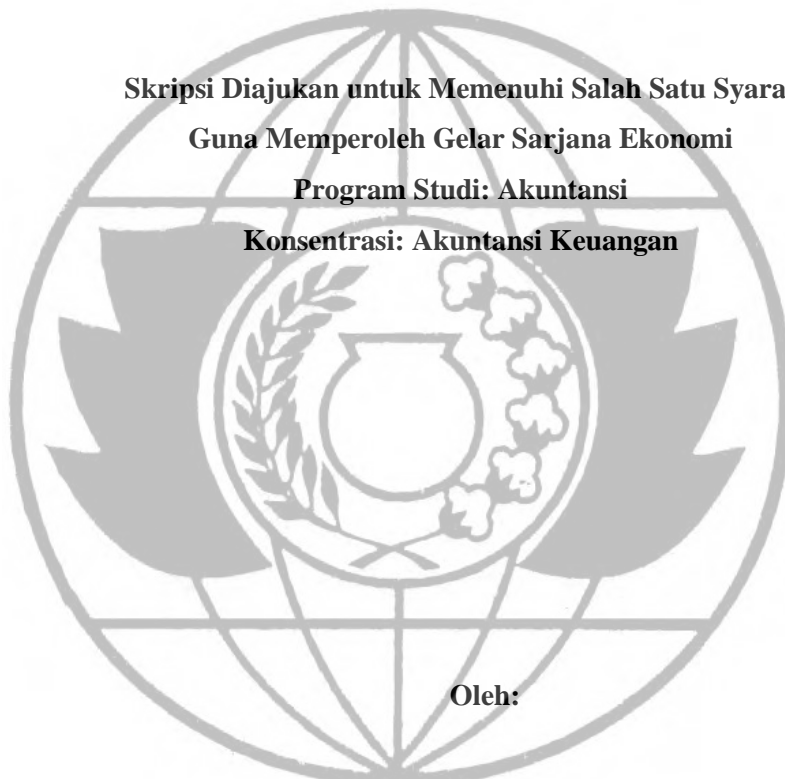 Skripsi Diajukan untuk Memenuhi Salah Satu Syara
Guna Memperoleh Gelar Sarjana Ekonomi
Program Studi: Akuntansi
Konsentrasi: Akuntansi Keuangan
Oleh: